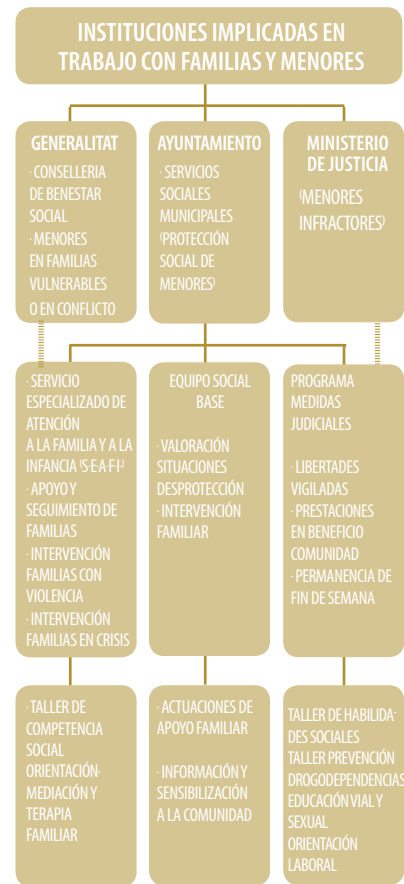 INSTITUCIONES IMPLICADAS EN
TRABAJO CON FAMILIAS Y MENORES
GENERALITAT
· CONSELLERIA
DE BENESTAR
SOCIAL
· MENORES
EN FAMILIAS
VULNERABLES
O EN CONFLICTO
AYUNTAMIENTO
· SERVICIOS
SOCIALES
MUNICIPALES
(PROTECCIÓN
SOCIAL DE
MENORES)
MINISTERIO
DE JUSTICIA
(MENORES
INFRACTORES)
· SERVICIO
ESPECIALIZADO DE
ATENCIÓN
A LA FAMILIA Y A LA
INFANCIA (S·E·A·F·I·)
· APOYO Y
SEGUIMIENTO DE
FAMILIAS
· INTERVENCIÓN
FAMILIAS CON
VIOLENCIA
· INTERVENCIÓN
FAMILIAS EN CRISIS
EQUIPO SOCIAL
BASE
· VALORACIÓN
SITUACIONES
DESPROTECCIÓN
· INTERVENCIÓN
FAMILIAR
PROGRAMA
MEDIDAS
JUDICIALES
· LIBERTADES
VIGILADAS
· PRESTACIONES
EN BENEFICIO
COMUNIDAD
· PERMANENCIA DE
FIN DE SEMANA
· TALLER DE
COMPETENCIA
SOCIAL
ORIENTACIÓN,
MEDIACIÓN Y
TERAPIA
FAMILIAR
· ACTUACIONES DE
APOYO FAMILIAR
· INFORMACIÓN Y
SENSIBILIZACIÓN
A LA COMUNIDAD
TALLER DE HABILIDA-
DES SOCIALES
TALLER PREVENCIÓN
DROGODEPENDENCIAS
EDUCACIÓN VIAL Y
SEXUAL
ORIENTACIÓN
LABORAL